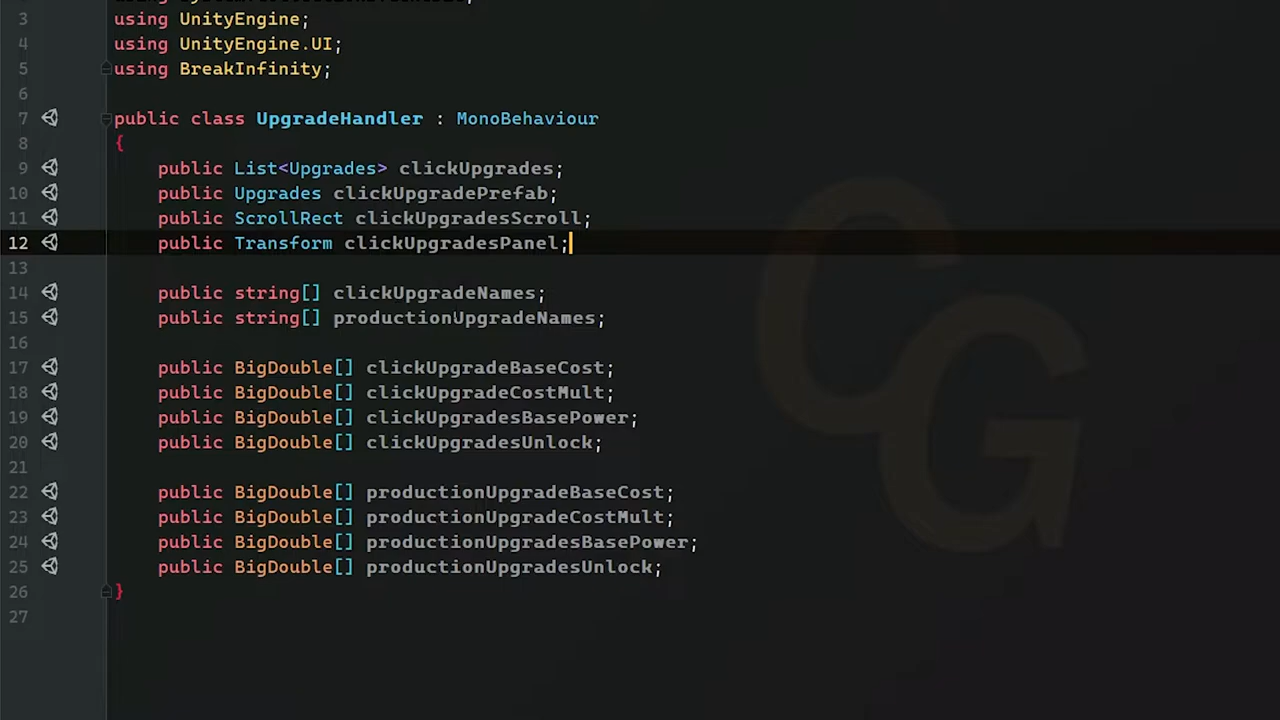 3 using UnityEngine;
4 using UnityEngine.UI;
5 using BreakInfinity;
6
7 public class UpgradeHandler : MonoBehaviour
8 {
9 public List<Upgrades> clickUpgrades;
10 public Upgrades clickUpgradePrefab;
11 public ScrollRect clickUpgradesScroll;
12 public Transform clickUpgradesPanel;
13
14 public string[] clickUpgradeNames;
15 public string[] productionUpgradeNames;
16
17 public BigDouble[] clickUpgradeBaseCost;
18 public BigDouble[] clickUpgradeCostMult;
19 public BigDouble[] clickUpgradesBasePower;
20 public BigDouble[] clickUpgradesUnlock;
21
22 public BigDouble[] productionUpgradeBaseCost;
23 public BigDouble[] productionUpgradeCostMult;
24 public BigDouble[] productionUpgradesBasePower;
25 public BigDouble[] productionUpgradesUnlock;
26 }
27
CG